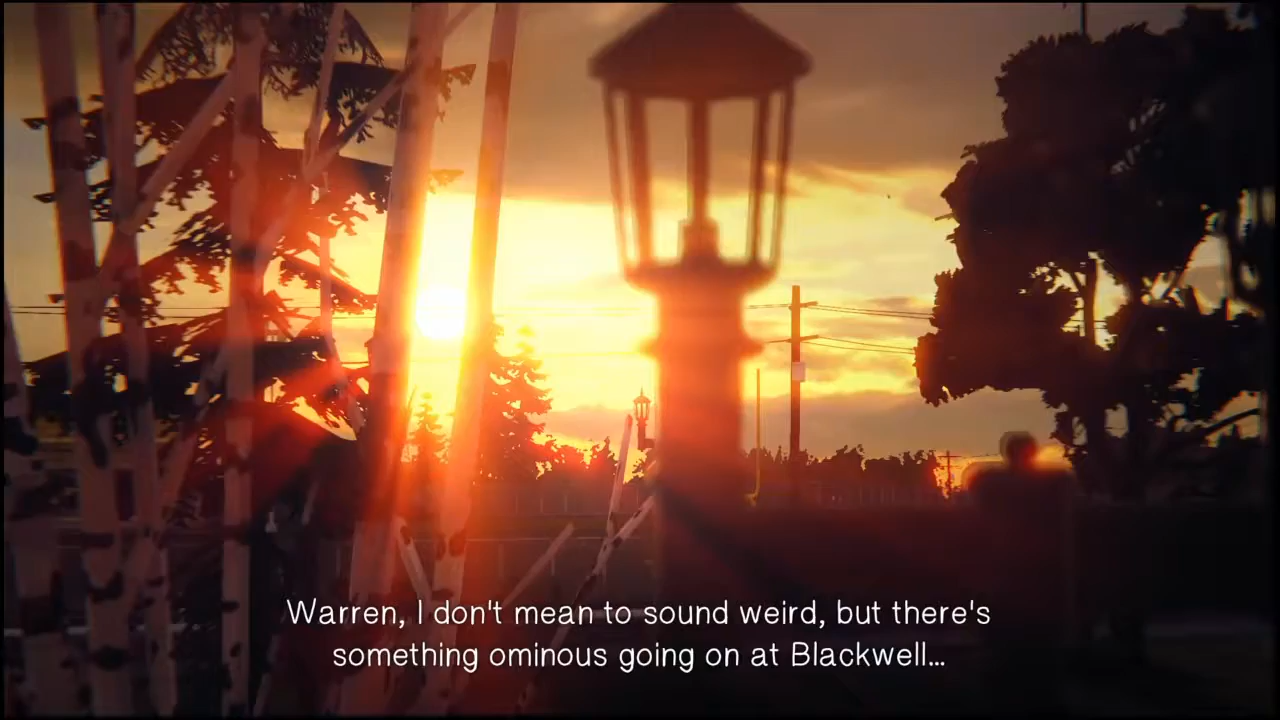 Warren, I don't mean to sound weird, but there's
something ominous going on at Blackwell...